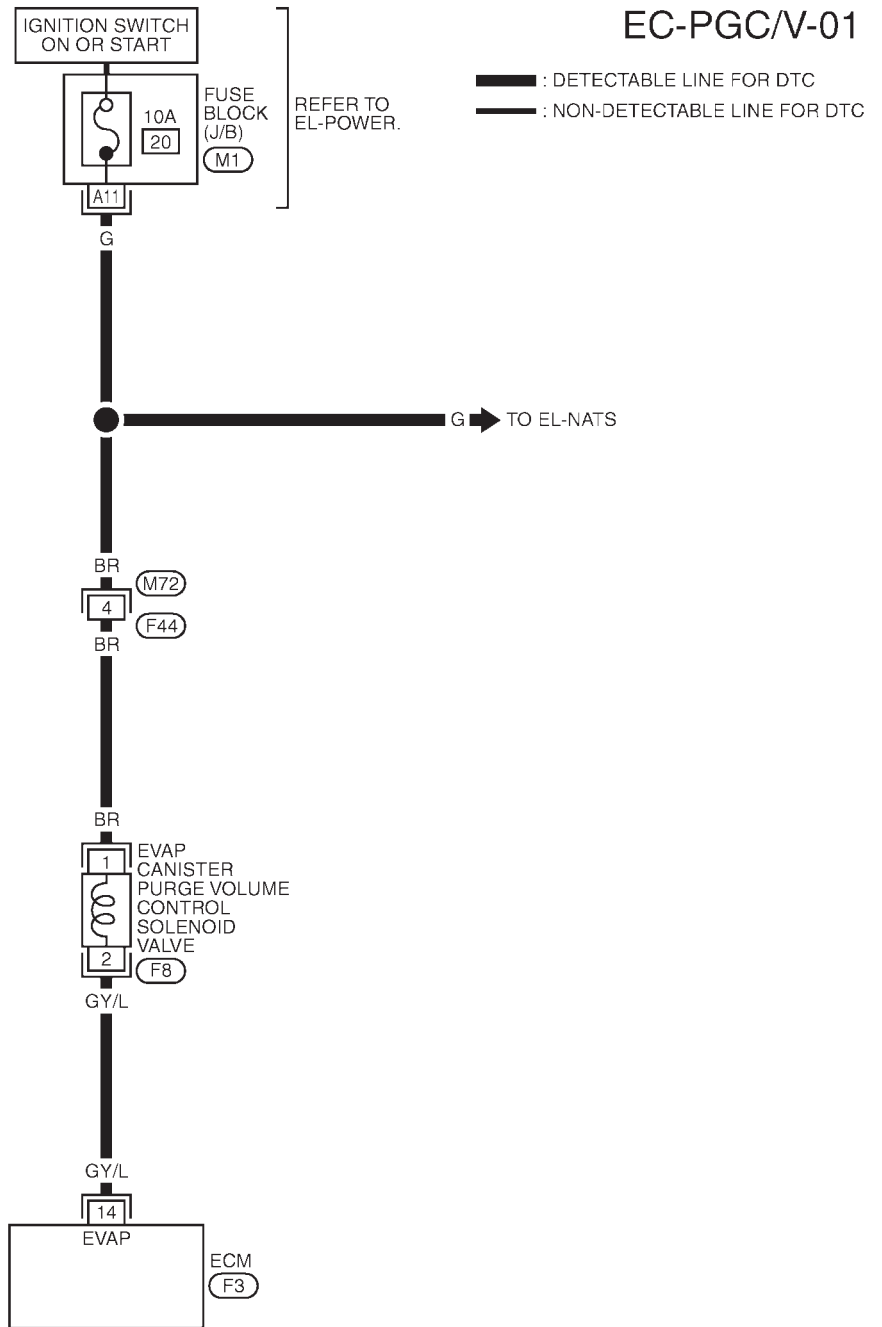 EC-PGC/V-01
IGNITION SWITCH
ON OR START
: DETECTABLE LINE FOR DTC
: NON-DETECTABLE LINE FOR DTC
10A
20
FUSE
BLOCK
(J/B)
M1
REFER TO
EL-POWER.
A11
G
G
TO EL-NATS
BR
M72
4
F44
BR
BR
1
EVAP
CANISTER
PURGE VOLUME
CONTROL
SOLENOID
VALVE
2
F8
GY/L
GY/L
14
EVAP
ECM
F3